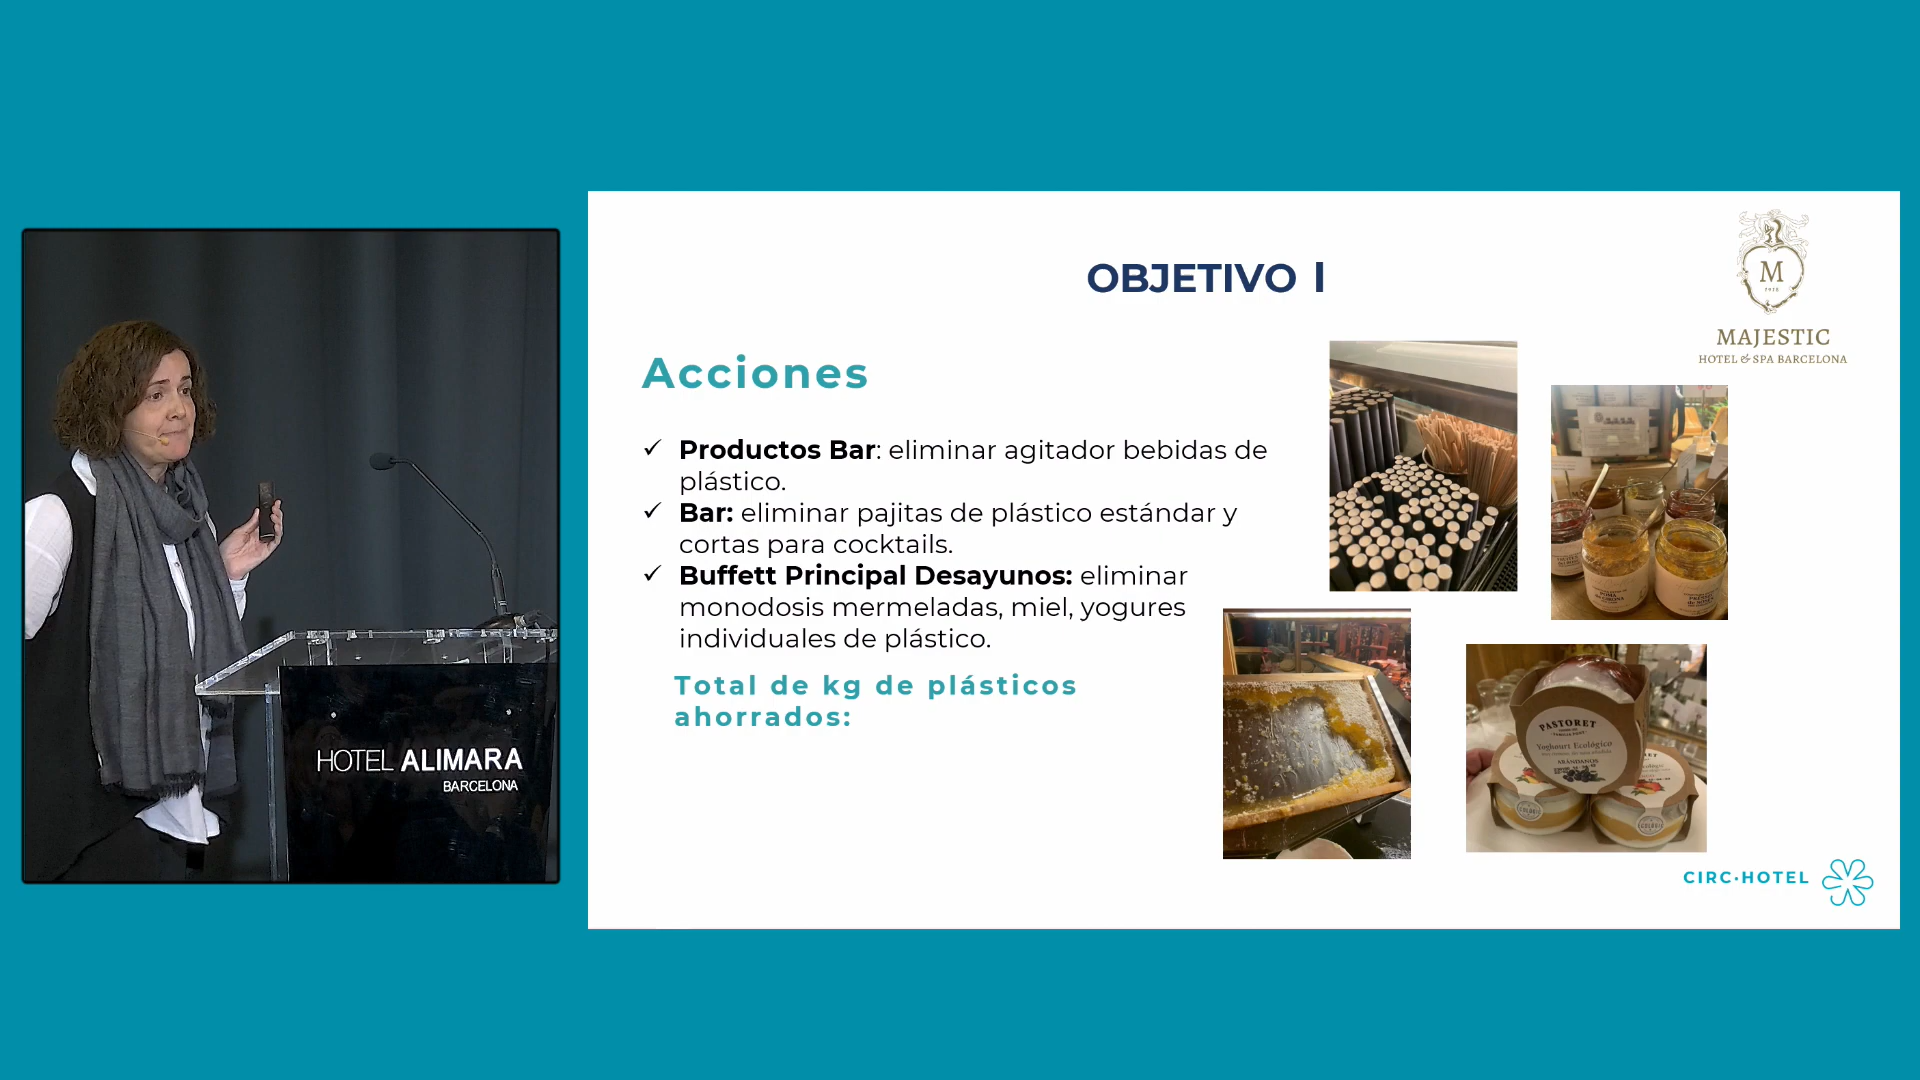 OBJETIVO I
M
MAJESTIC
HOTEL & SPA BARCELONA
Acciones
✓ Productos Bar: eliminar agitador bebidas de
plástico.
✓ Bar: eliminar pajitas de plástico estándar y
cortas para cocktails.
✓ Buffett Principal Desayunos: eliminar
monodosis mermeladas, miel, yogures
individuales de plástico.
Total de kg de plásticos
ahorrados:
PASTORET
Yoghourt Ecológico
ARÁNDANOS
HOTEL ALIMARA
BARCELONA
CIRC·HOTEL